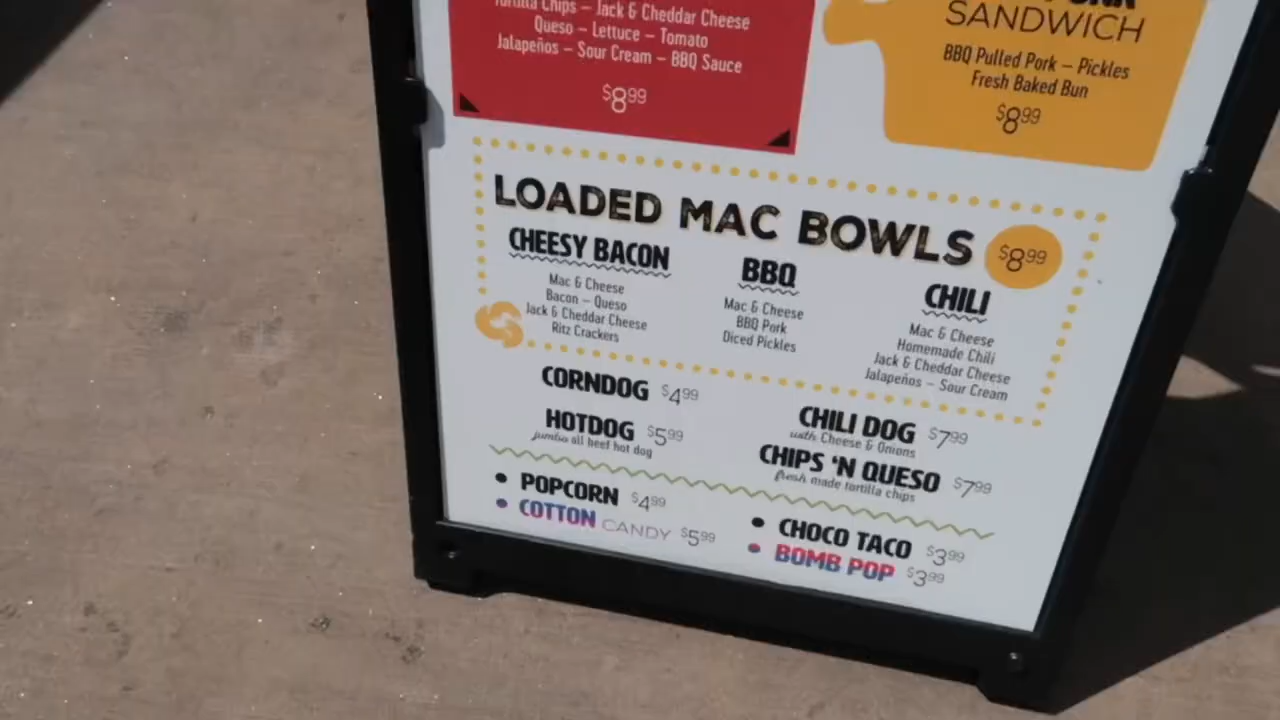 Tortilla Chips – Jack & Cheddar Cheese
Queso – Lettuce – Tomato
Jalapeños – Sour Cream – BBQ Sauce
$8.99
SANDWICH
BBQ Pulled Pork – Pickles
Fresh Baked Bun
$8.99
LOADED MAC BOWLS $8.99
CHEESY BACON
Mac & Cheese
Bacon – Queso
Jack & Cheddar Cheese
Ritz Crackers
BBQ
Mac & Cheese
BBQ Pork
Diced Pickles
CHILI
Mac & Cheese
Homemade Chili
Jack & Cheddar Cheese
Jalapeños – Sour Cream
CORNDOG $4.99
HOTDOG $5.99
jumbo all beef hot dog
CHILI DOG $7.99
with Cheese & Onions
CHIPS 'N QUESO $7.99
fresh made tortilla chips
• POPCORN $4.99
• COTTON CANDY $5.99
• CHOCO TACO $3.99
• BOMB POP $3.99